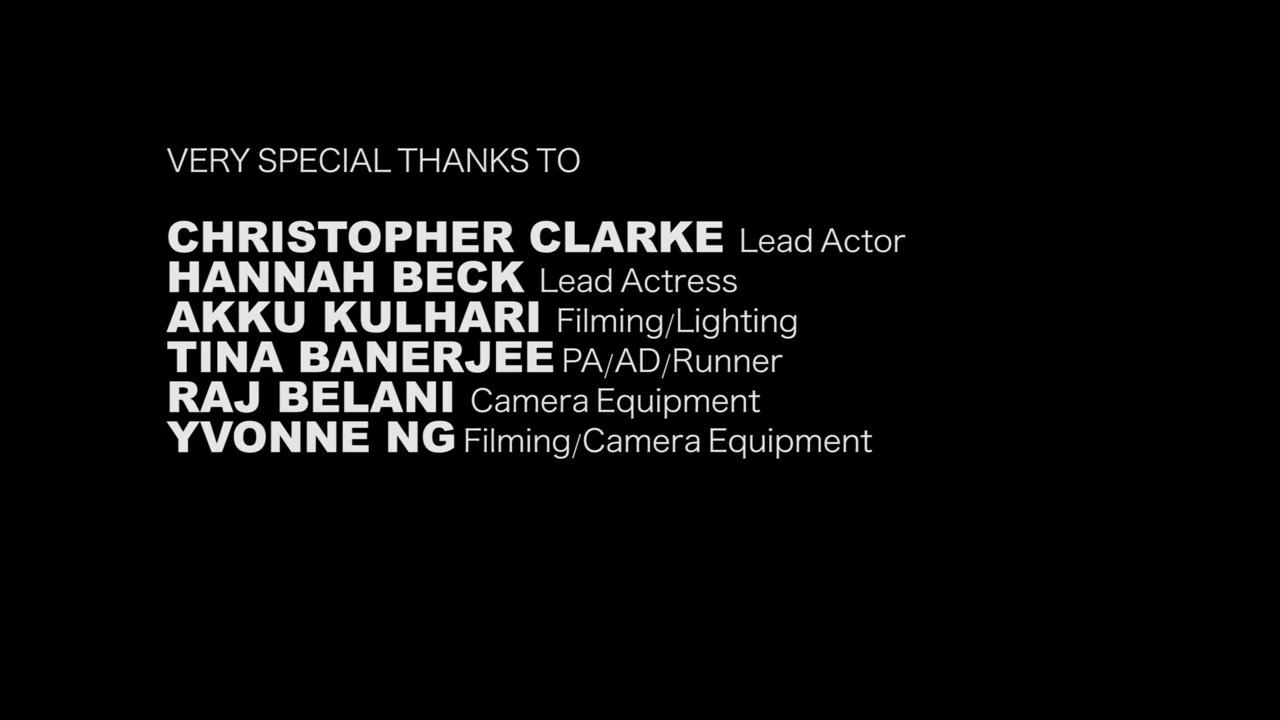 VERY SPECIAL THANKS TO
CHRISTOPHER CLARKE Lead Actor
HANNAH BECK Lead Actress
AKKU KULHARI Filming/Lighting
TINA BANERJEE PA/AD/Runner
RAJ BELANI Camera Equipment
YVONNE NG Filming/Camera Equipment